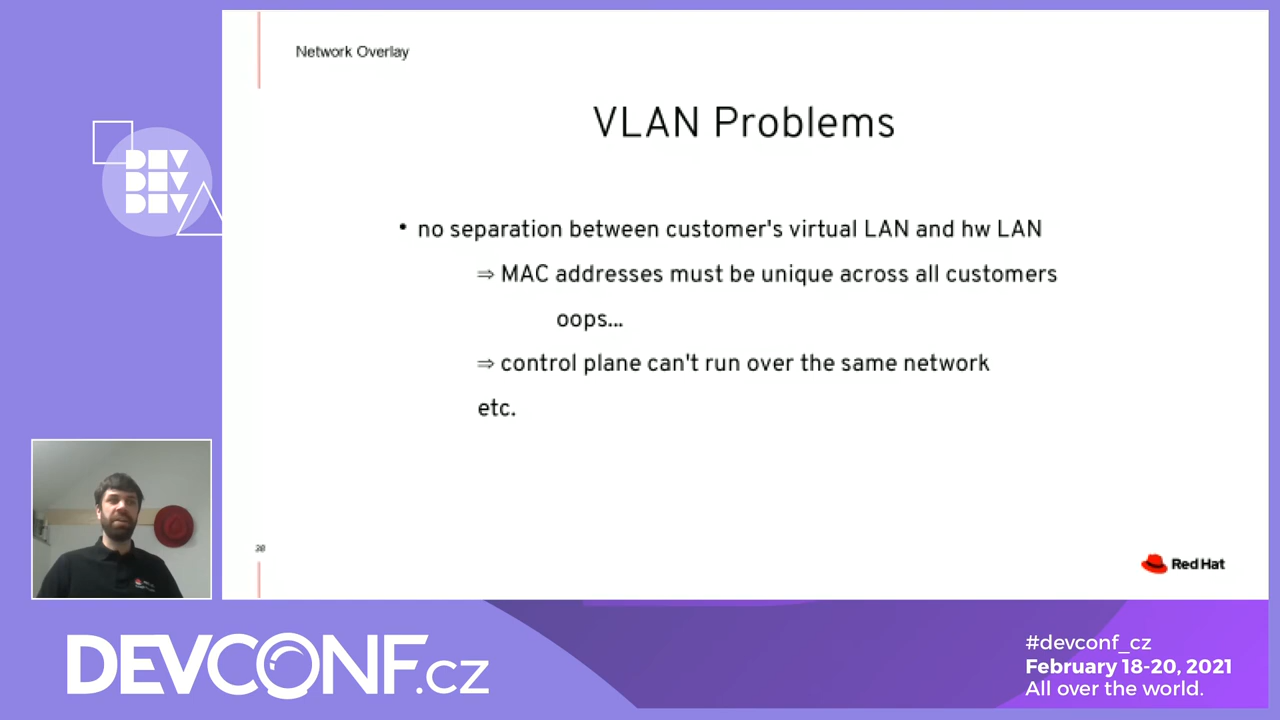 Network Overlay
VLAN Problems
• no separation between customer's virtual LAN and hw LAN
⇒ MAC addresses must be unique across all customers
oops...
⇒ control plane can't run over the same network
etc.
Red Hat
DEV
DEV
DEV
DEVCONF.cz
#devconf_cz
February 18-20, 2021
All over the world.